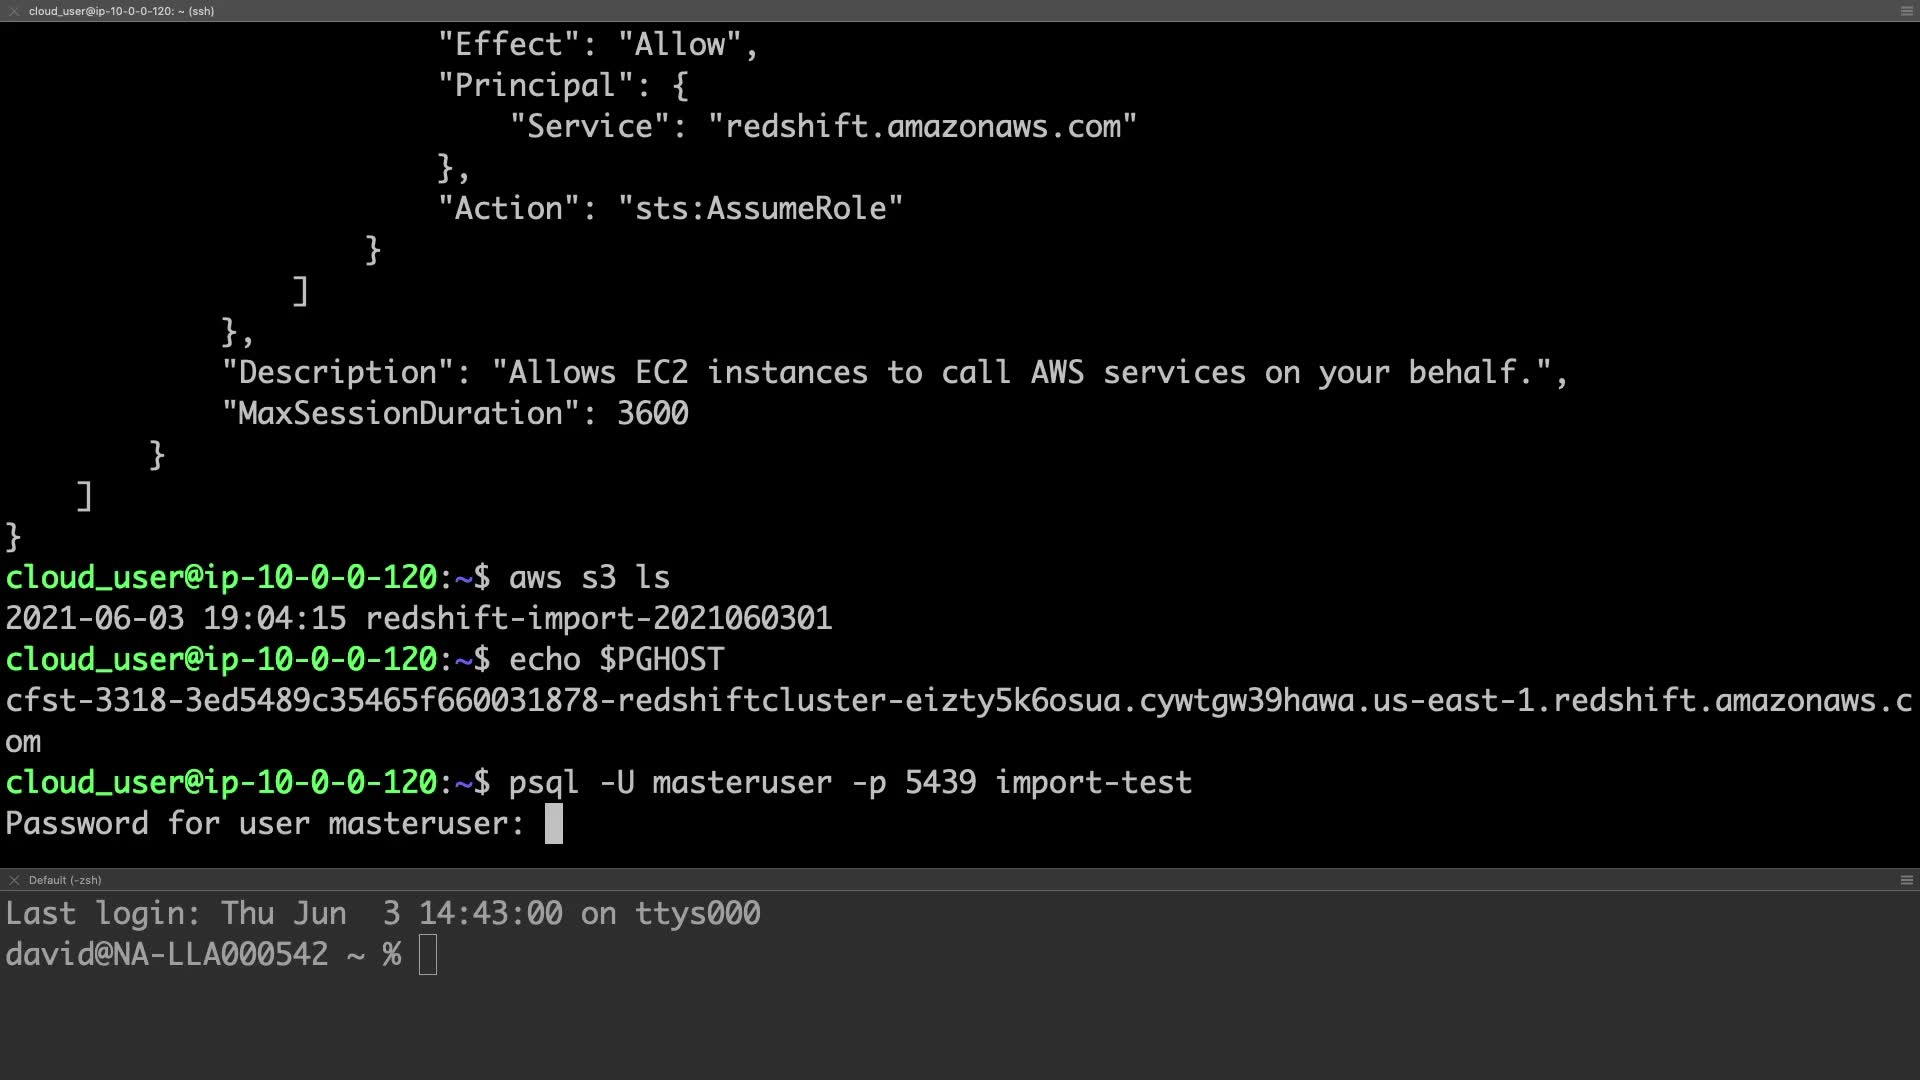 cloud_user@ip-10-0-0-120: ~ (ssh)
"Effect": "Allow",
"Principal": {
"Service": "redshift.amazonaws.com"
},
"Action": "sts:AssumeRole"
}
]
},
"Description": "Allows EC2 instances to call AWS services on your behalf.",
"MaxSessionDuration": 3600
}
]
}
cloud_user@ip-10-0-0-120:~$ aws s3 ls
2021-06-03 19:04:15 redshift-import-2021060301
cloud_user@ip-10-0-0-120:~$ echo $PGHOST
cfst-3318-3ed5489c35465f660031878-redshiftcluster-eizty5k6osua.cywtgw39hawa.us-east-1.redshift.amazonaws.c
om
cloud_user@ip-10-0-0-120:~$ psql -U masteruser -p 5439 import-test
Password for user masteruser:
Default (-zsh)
Last login: Thu Jun  3 14:43:00 on ttys000
david@NA-LLA000542 ~ %